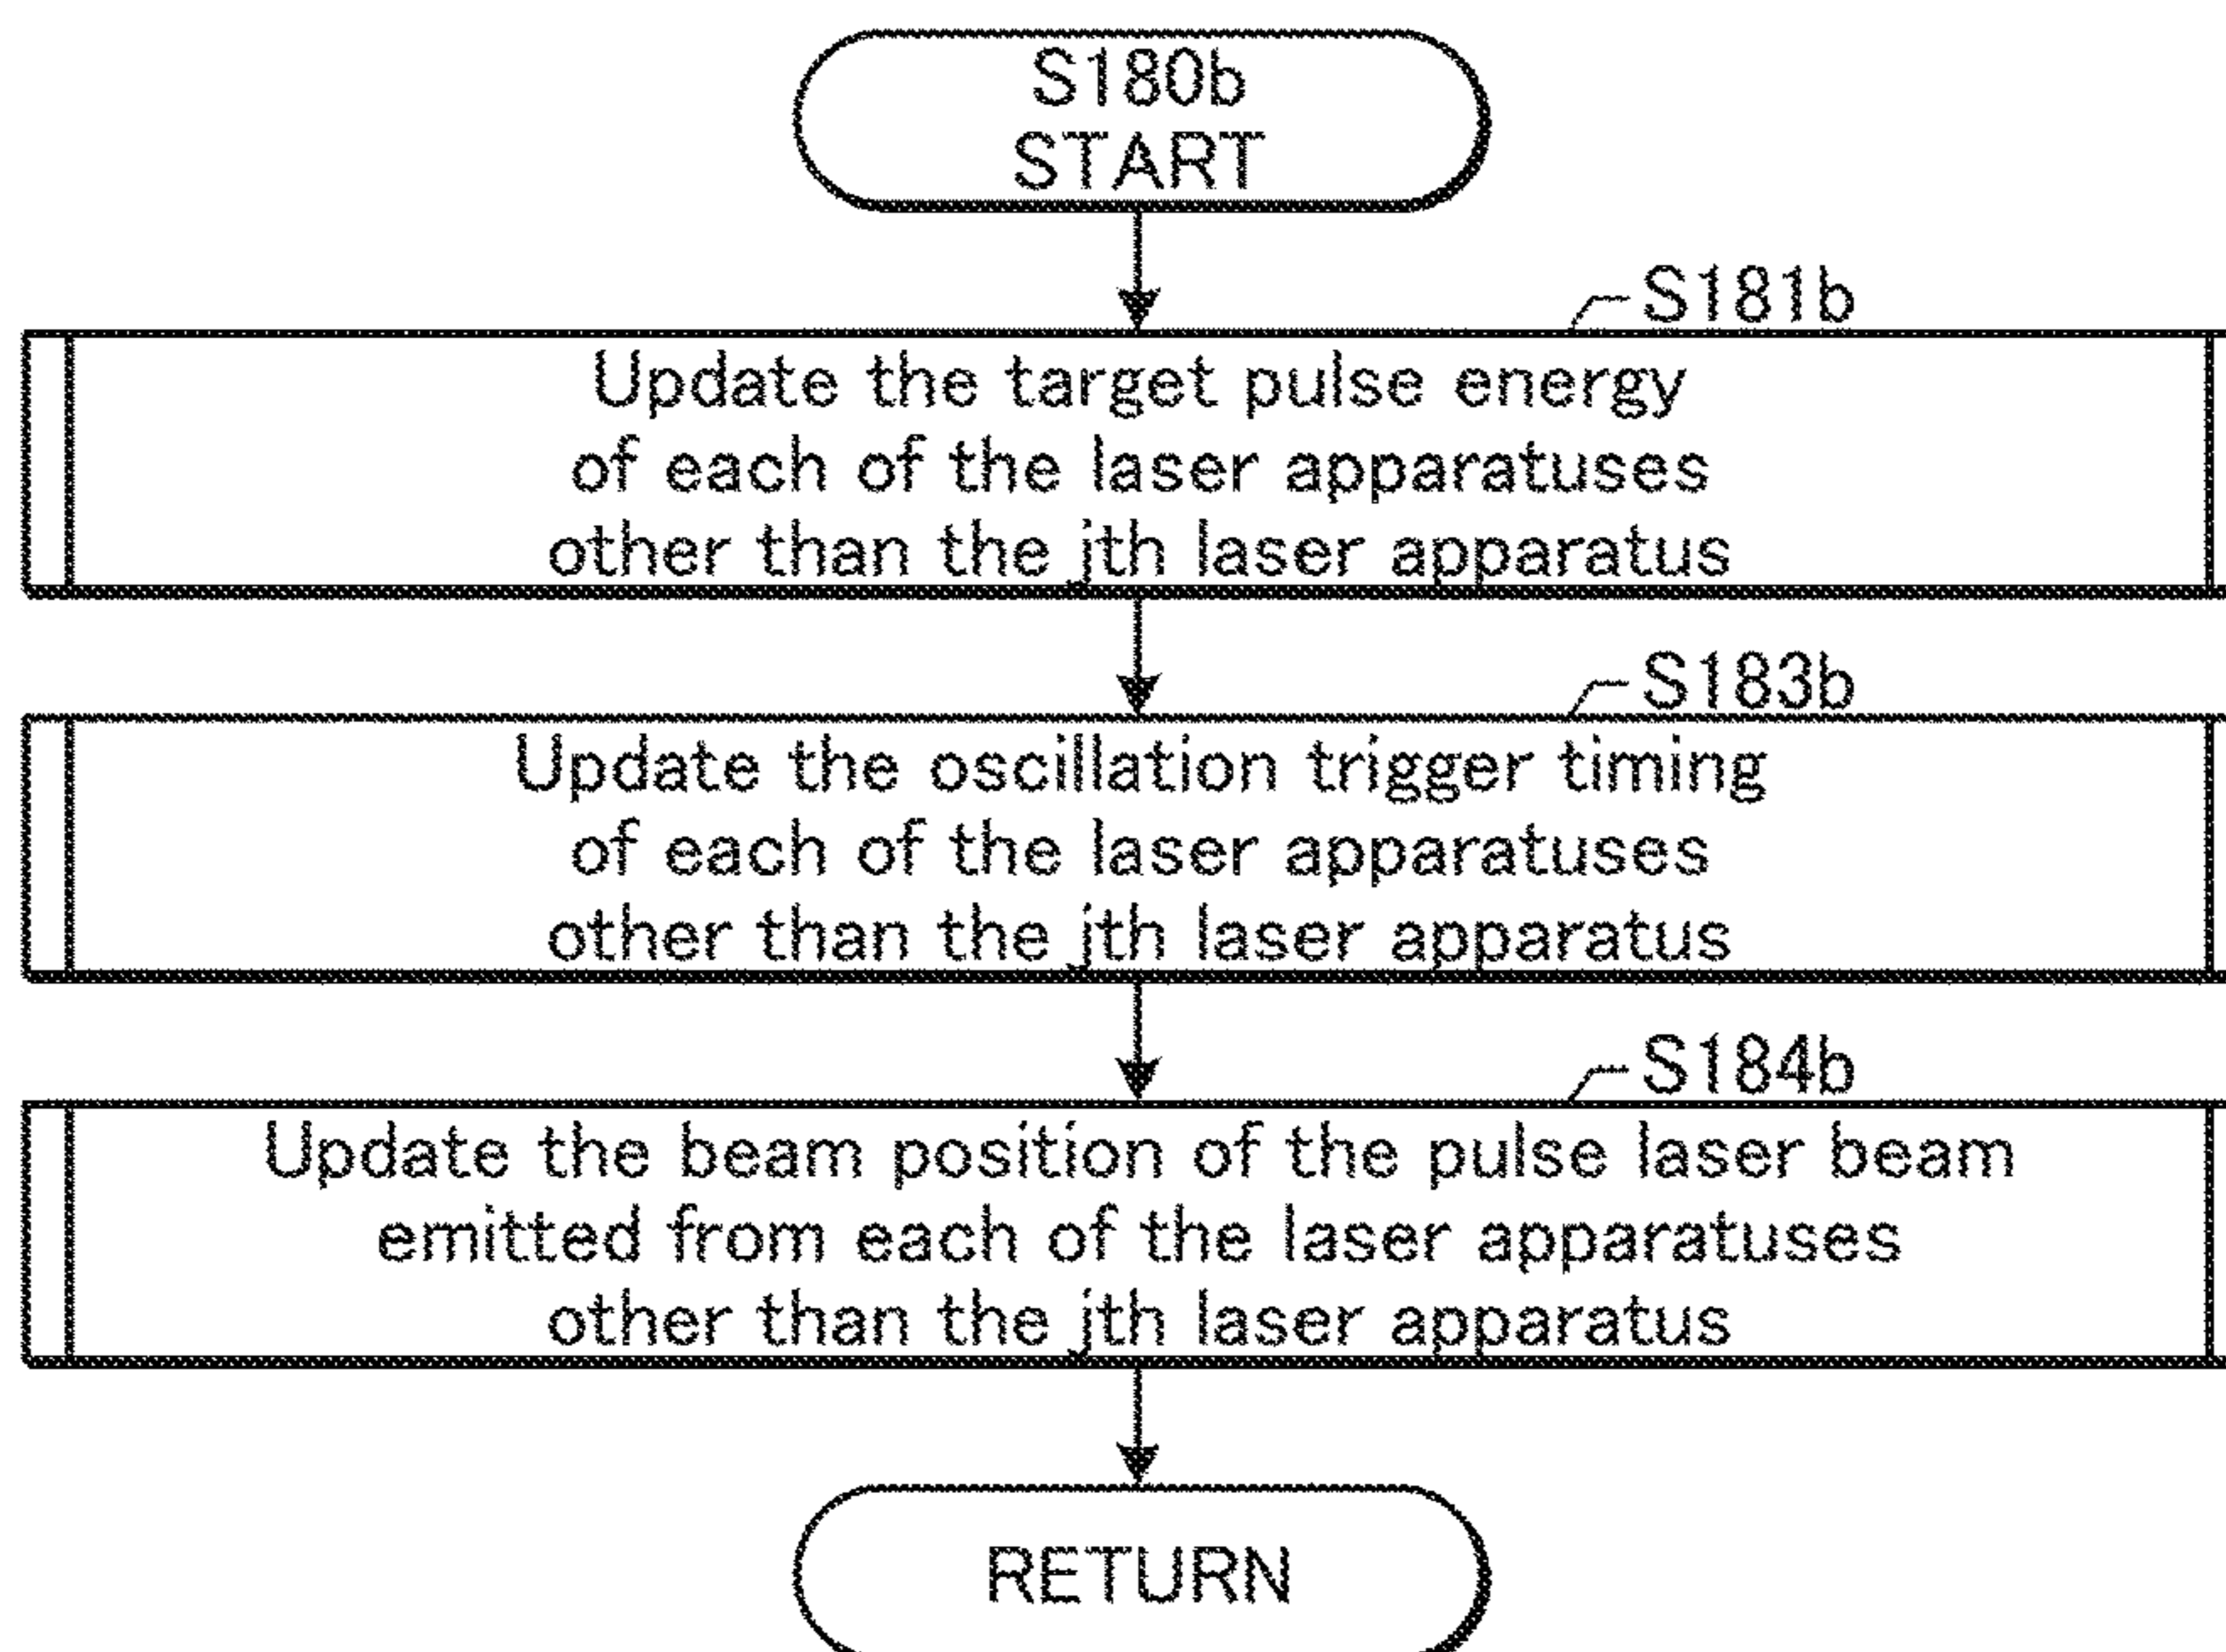 S180b
START
S181b
Update the target pulse energy
of each of the laser apparatuses
other than the jth laser apparatus
S183b
Update the oscillation trigger timing
of each of the laser apparatuses
other than the jth laser apparatus
S184b
Update the beam position of the pulse laser beam
emitted from each of the laser apparatuses
other than the jth laser apparatus
RETURN